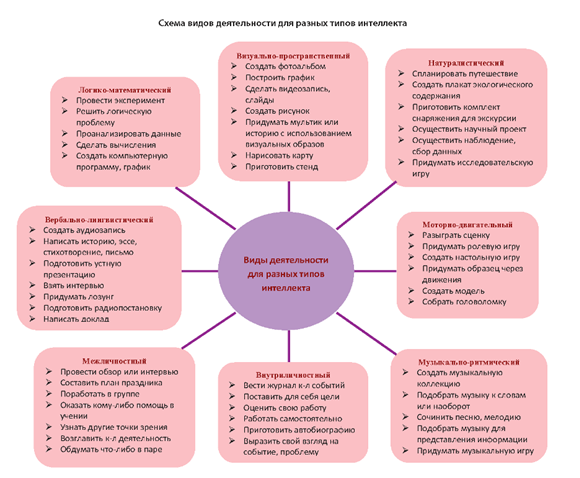 Схема видов деятельности для разных типов интеллекта
Логико-математический
Провести эксперимент
Решить логическую
проблему
Проанализировать данные
Сделать вычисления
Создать компьютерную
программу, график
Визуально-пространственный
Создать фотоальбом
Построить график
Сделать видеозапись,
слайды
Создать рисунок
Придумать мультик или
историю с использованием
визуальных образов
Нарисовать карту
Приготовить стенд
Натуралистический
Спланировать путешествие
Создать плакат экологического
содержания
Приготовить комплект
снаряжения для экскурсии
Осуществить научный проект
Осуществить наблюдение,
сбор данных
Придумать исследовательскую
игру
Вербально-лингвистический
Создать аудиозапись
Написать историю, эссе,
стихотворение, письмо
Подготовить устную
презентацию
Взять интервью
Придумать лозунг
Подготовить радиопостановку
Написать доклад
Виды деятельности
для разных типов
интеллекта
Моторно-двигательный
Разыграть сценку
Придумать ролевую игру
Создать настольную игру
Придумать образец через
движения
Создать модель
Собрать головоломку
Межличностный
Провести обзор или интервью
Составить план праздника
Поработать в группе
Оказать кому-либо помощь в
учении
Узнать другие точки зрения
Возглавить к-л деятельность
Обдумать что-либо в паре
Внутриличностный
Вести журнал к-л событий
Поставить для себя цели
Оценить свою работу
Работать самостоятельно
Приготовить автобиографию
Выразить свой взгляд на
событие, проблему
Музыкально-ритмический
Создать музыкальную
коллекцию
Подобрать музыку к словам
или наоборот
Сочинить песню, мелодию
Подобрать музыку для
представления информации
Придумать музыкальную игру